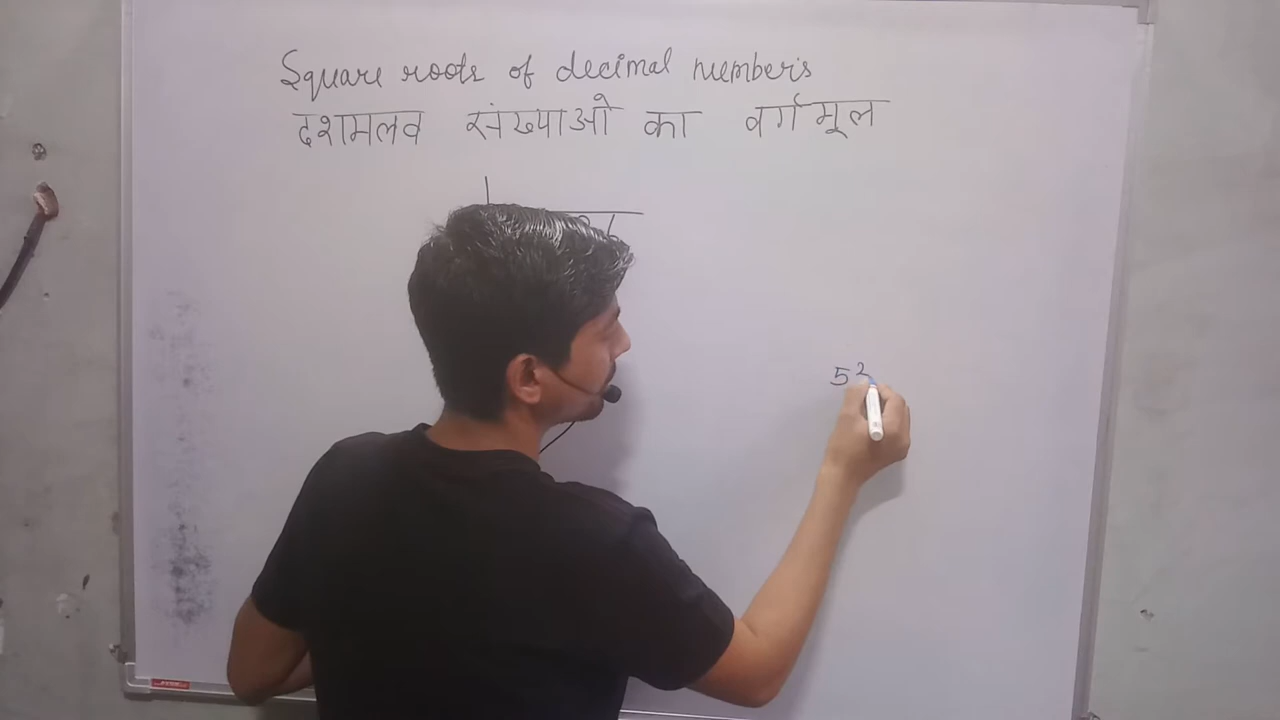 Square roots of decimal numbers
दशमलव संख्याओं का वर्गमूल
5²